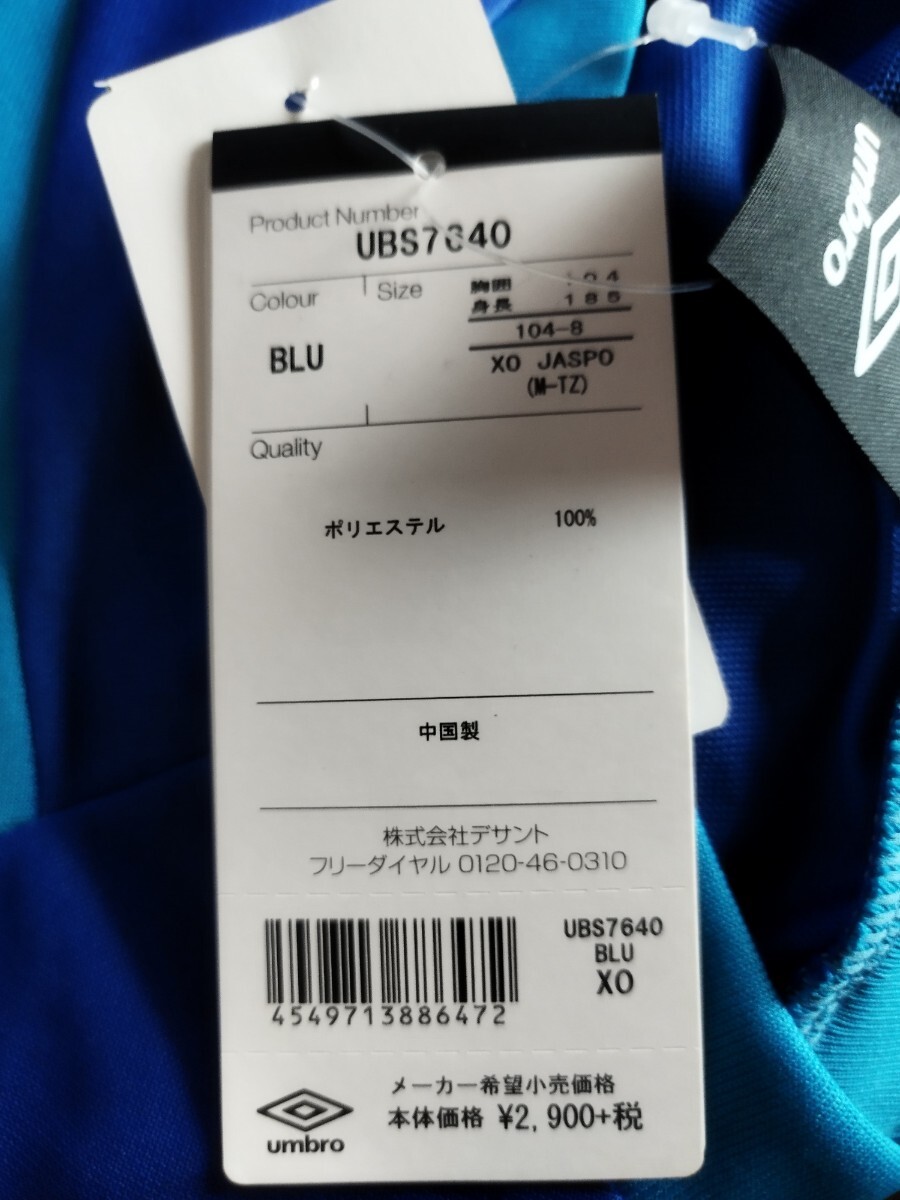 Product Number
UBS7640
Colour
Size
胸囲 104
身長 185
104-8
BLU
XO JASPO
(M-TZ)
Quality
ポリエステル 100%
中国製
株式会社デサント
フリーダイヤル 0120-46-0310
UBS7640
BLU
XO
4549713886472
メーカー希望小売価格
本体価格 ¥2,900+税
umbro
umbro